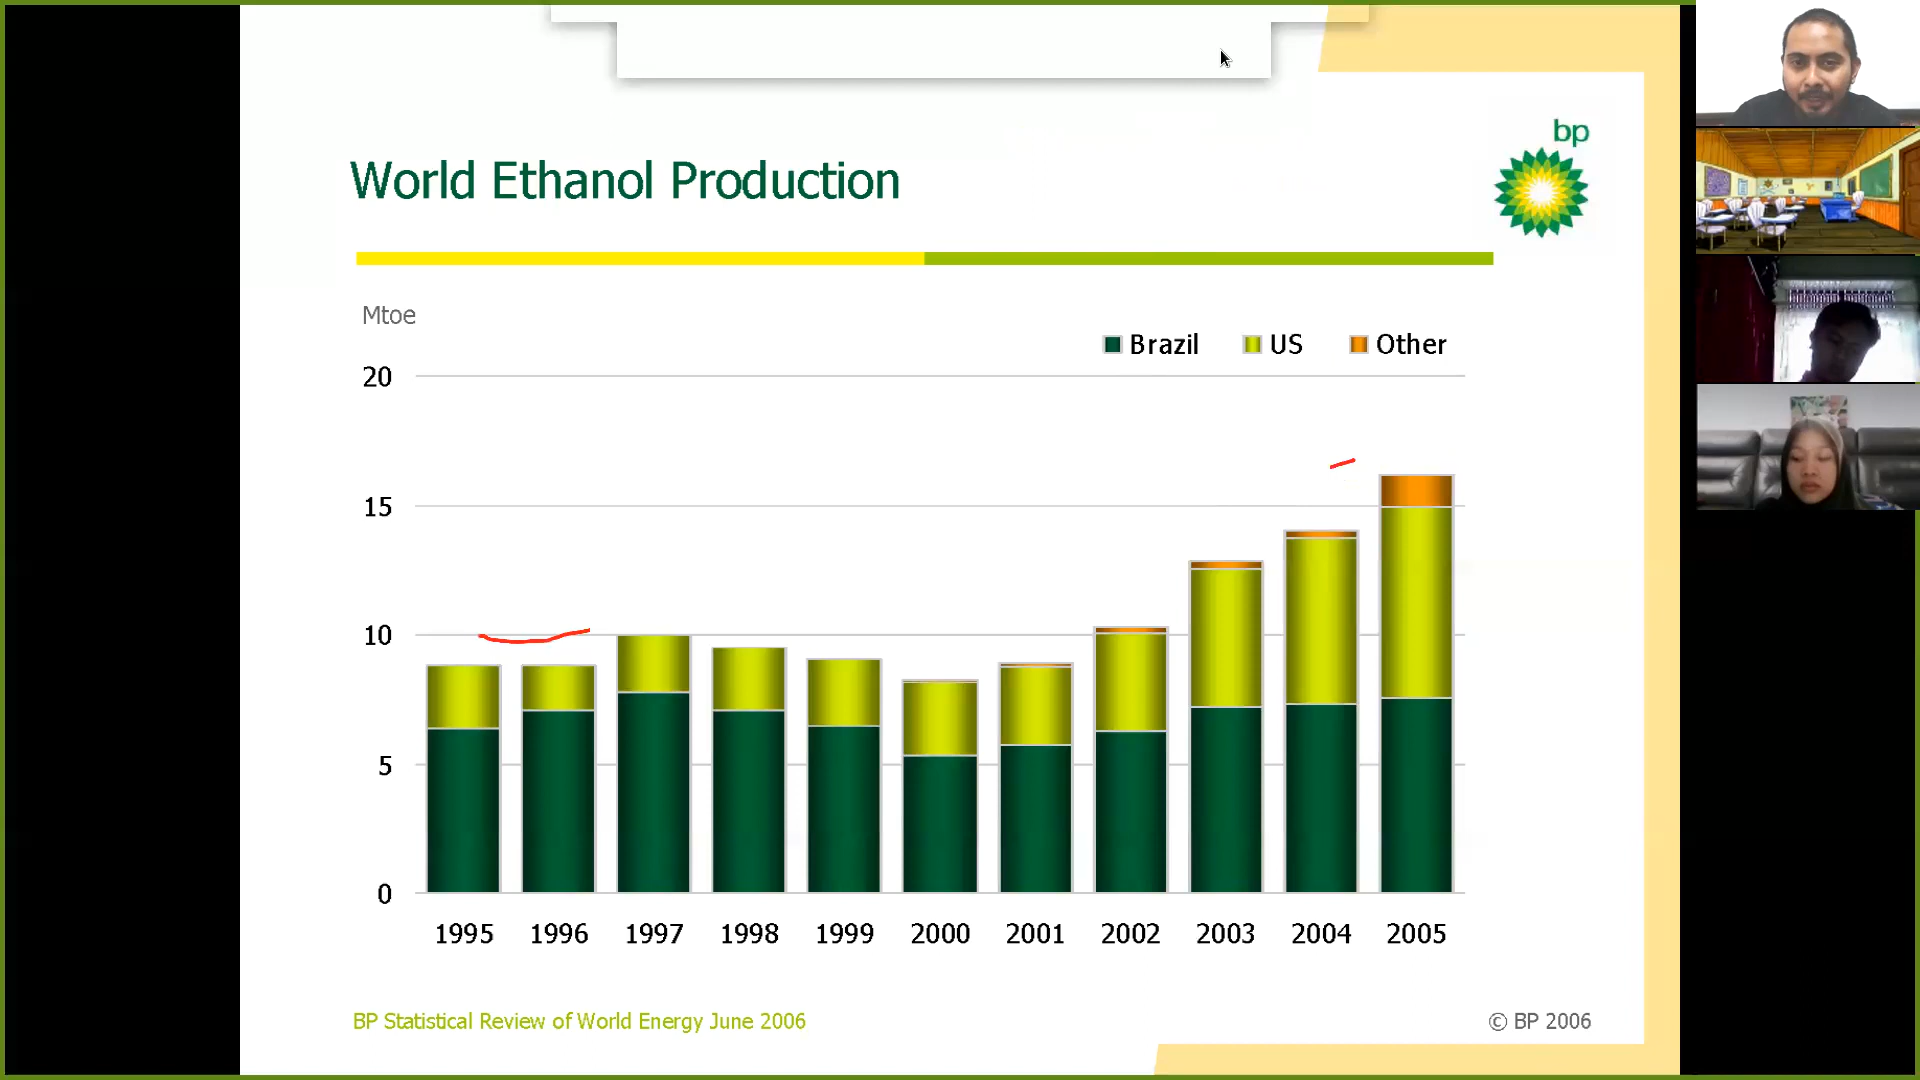 bp
World Ethanol Production
Mtoe
Brazil US Other
20
15
10
5
0
1995 1996 1997 1998 1999 2000 2001 2002 2003 2004 2005
BP Statistical Review of World Energy June 2006
© BP 2006